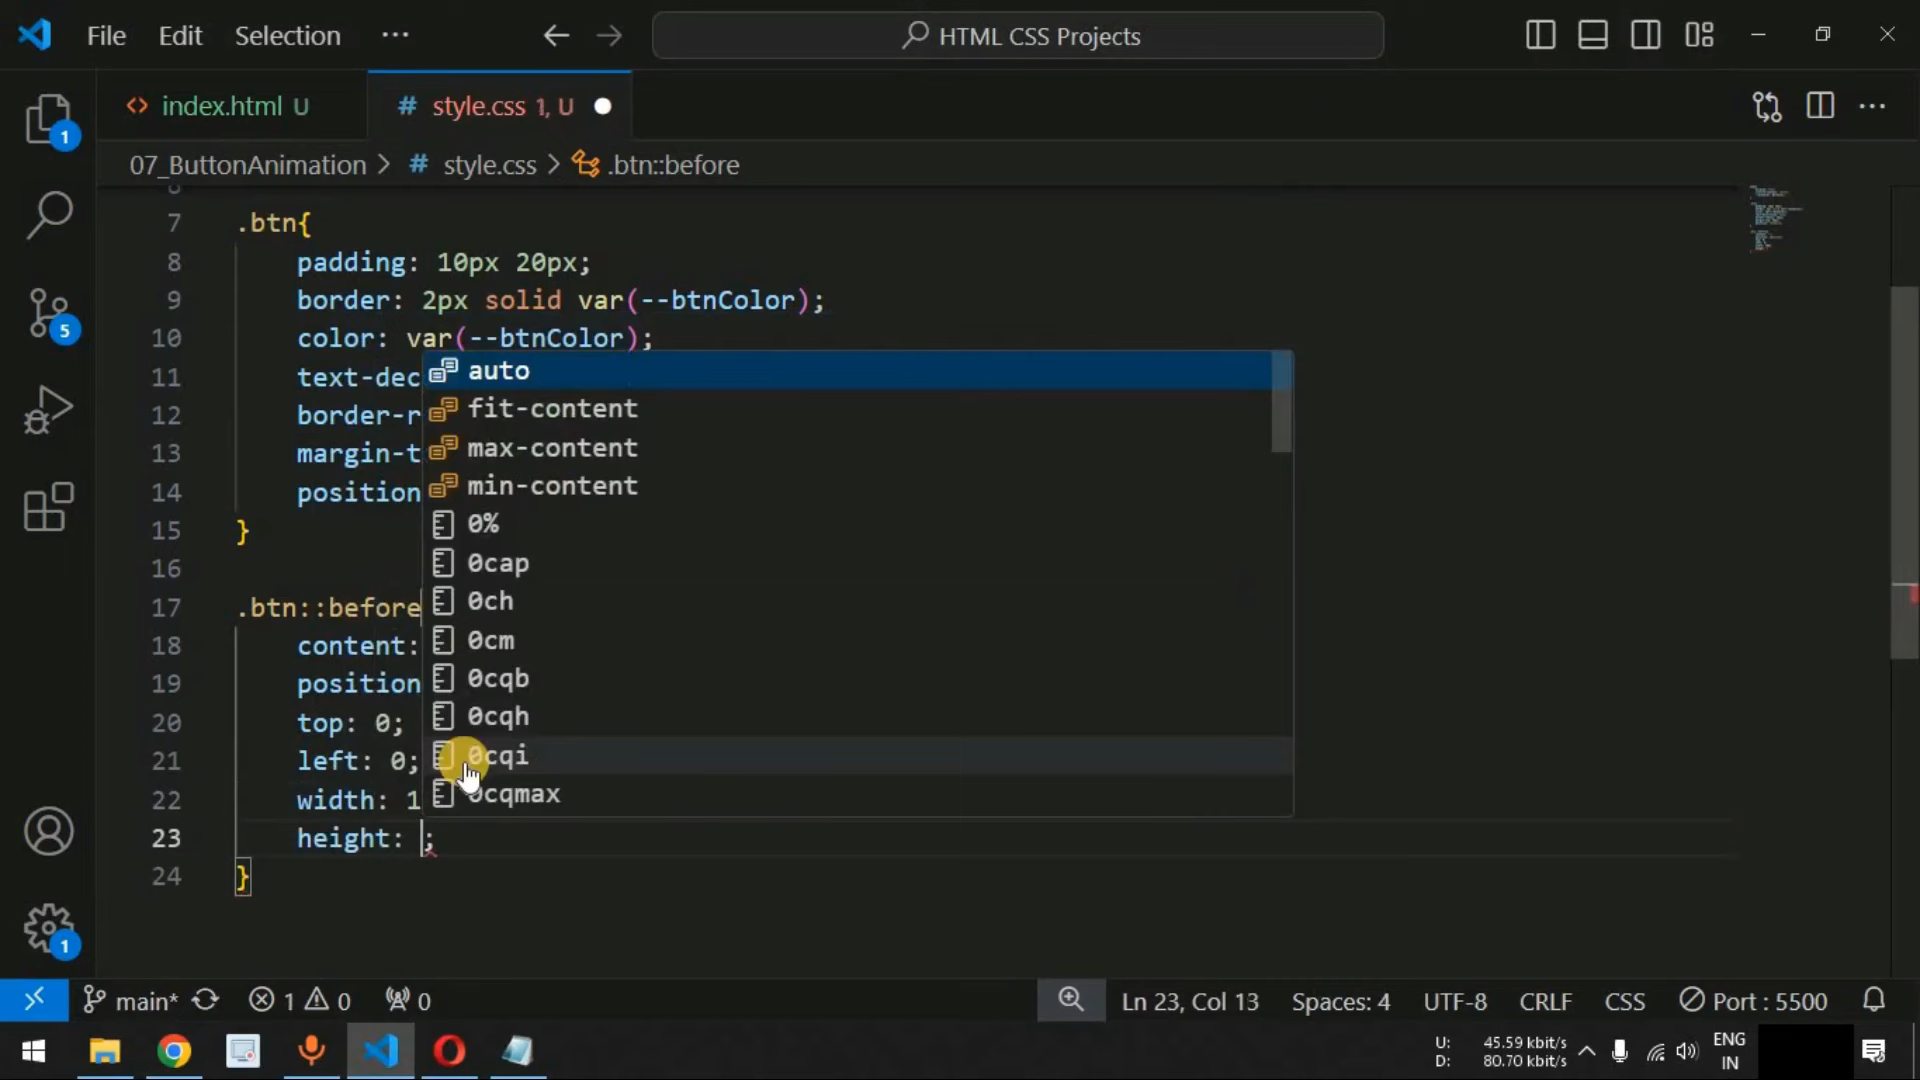 File Edit Selection ··· HTML CSS Projects
index.html U # style.css 1, U
07_ButtonAnimation > # style.css > .btn::before
7 .btn{
8 padding: 10px 20px;
9 border: 2px solid var(--btnColor);
10 color: var(--btnColor);
11 text-dec
12 border-r
13 margin-t
14 position
15 }
16
17 .btn::before
18 content:
19 position
20 top: 0;
21 left: 0;
22 width: 1
23 height: ;
24 }
auto
fit-content
max-content
min-content
0%
0cap
0ch
0cm
0cqb
0cqh
0cqi
0cqmax
1
5
1
main* 1 0 0 Ln 23, Col 13 Spaces: 4 UTF-8 CRLF CSS Port : 5500
U: 45.59 kbit/s
D: 80.70 kbit/s
ENG
IN